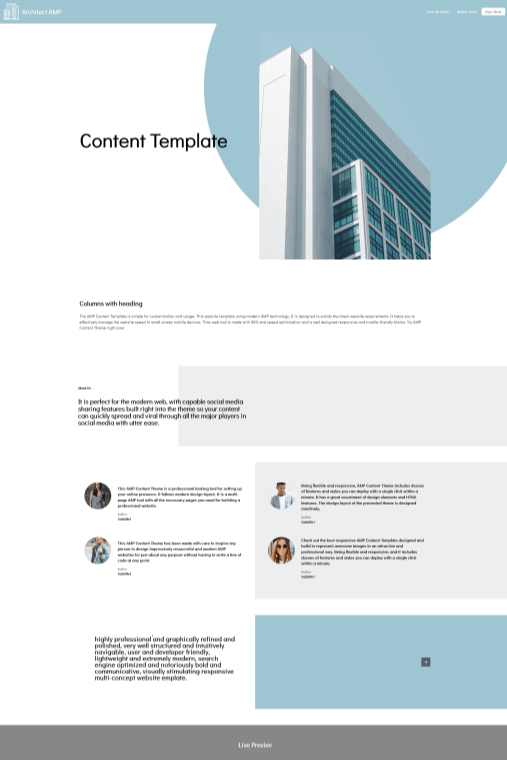 Architect AMP
Buy Now
Content Template
Columns with heading
The AMP Content Template is simple for customization and usage. This website template using modern AMP technology. It is designed to satisfy the latest website requirements. It helps you to
effectively manage the website speed in small screen mobile devices. This web tool is made with SEO and speed optimization and a well designed responsive and mobile-friendly blocks. Try AMP
Content Theme right now!
About Us
It is perfect for the modern web, with capable social media
sharing features built right into the theme so your content
can quickly spread and viral through all the major players in
social media with utter ease.
This AMP Content Theme is a professional looking tool for setting up
your online presence. It follows modern design layout. It is a multi-
page AMP tool with all the necessary pages you need for building a
professional website.
Author
Subtitle1
Being flexible and responsive, AMP Content Theme includes dozens
of features and styles you can deploy with a single click within a
minute. It has a great assortment of design elements and HTML
features. The design layout of the presented theme is designed
intuitively.
Author
Subtitle1
This AMP Content Theme has been made with care to inspire any
person to design impressively resourceful and modern AMP
websites for just about any purpose without having to write a line of
code at any point.
Author
Subtitle1
Check out the best responsive AMP Content Template designed and
build to represent awesome images in an attractive and
professional way. Being flexible and responsive, and it includes
dozens of features and styles you can deploy with a single click
within a minute.
Author
Subtitle1
highly professional and graphically refined and
polished, very well structured and intuitively
navigable, user and developer friendly,
lightweight and extremely modern, search
engine optimized and notoriously bold and
communicative, visually stimulating responsive
multi-concept website emplate.
Live Previev